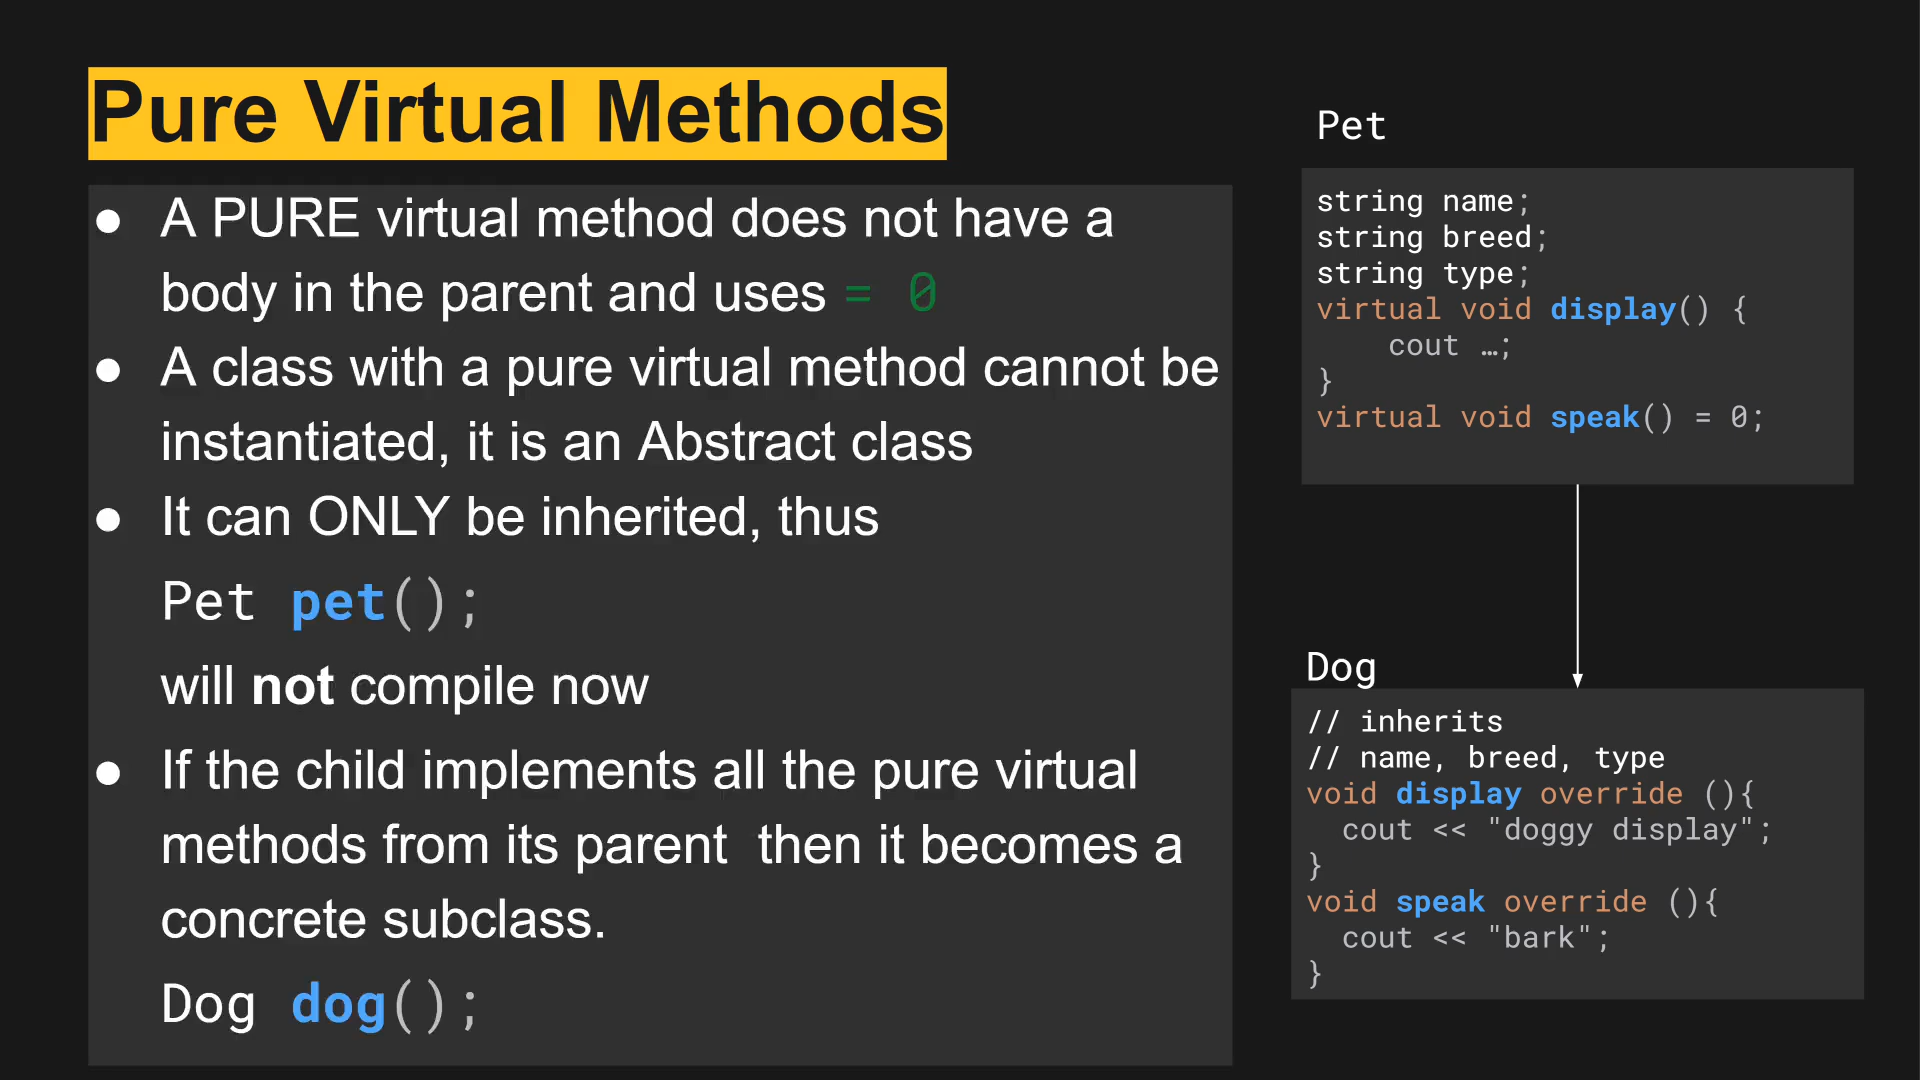 Pure Virtual Methods
● A PURE virtual method does not have a
body in the parent and uses = 0
● A class with a pure virtual method cannot be
instantiated, it is an Abstract class
● It can ONLY be inherited, thus
Pet pet();
will not compile now
● If the child implements all the pure virtual
methods from its parent  then it becomes a
concrete subclass.
Dog dog();
Pet
string name;
string breed;
string type;
virtual void display() {
    cout …;
}
virtual void speak() = 0;
Dog
// inherits
// name, breed, type
void display override (){
  cout << "doggy display";
}
void speak override (){
  cout << "bark";
}